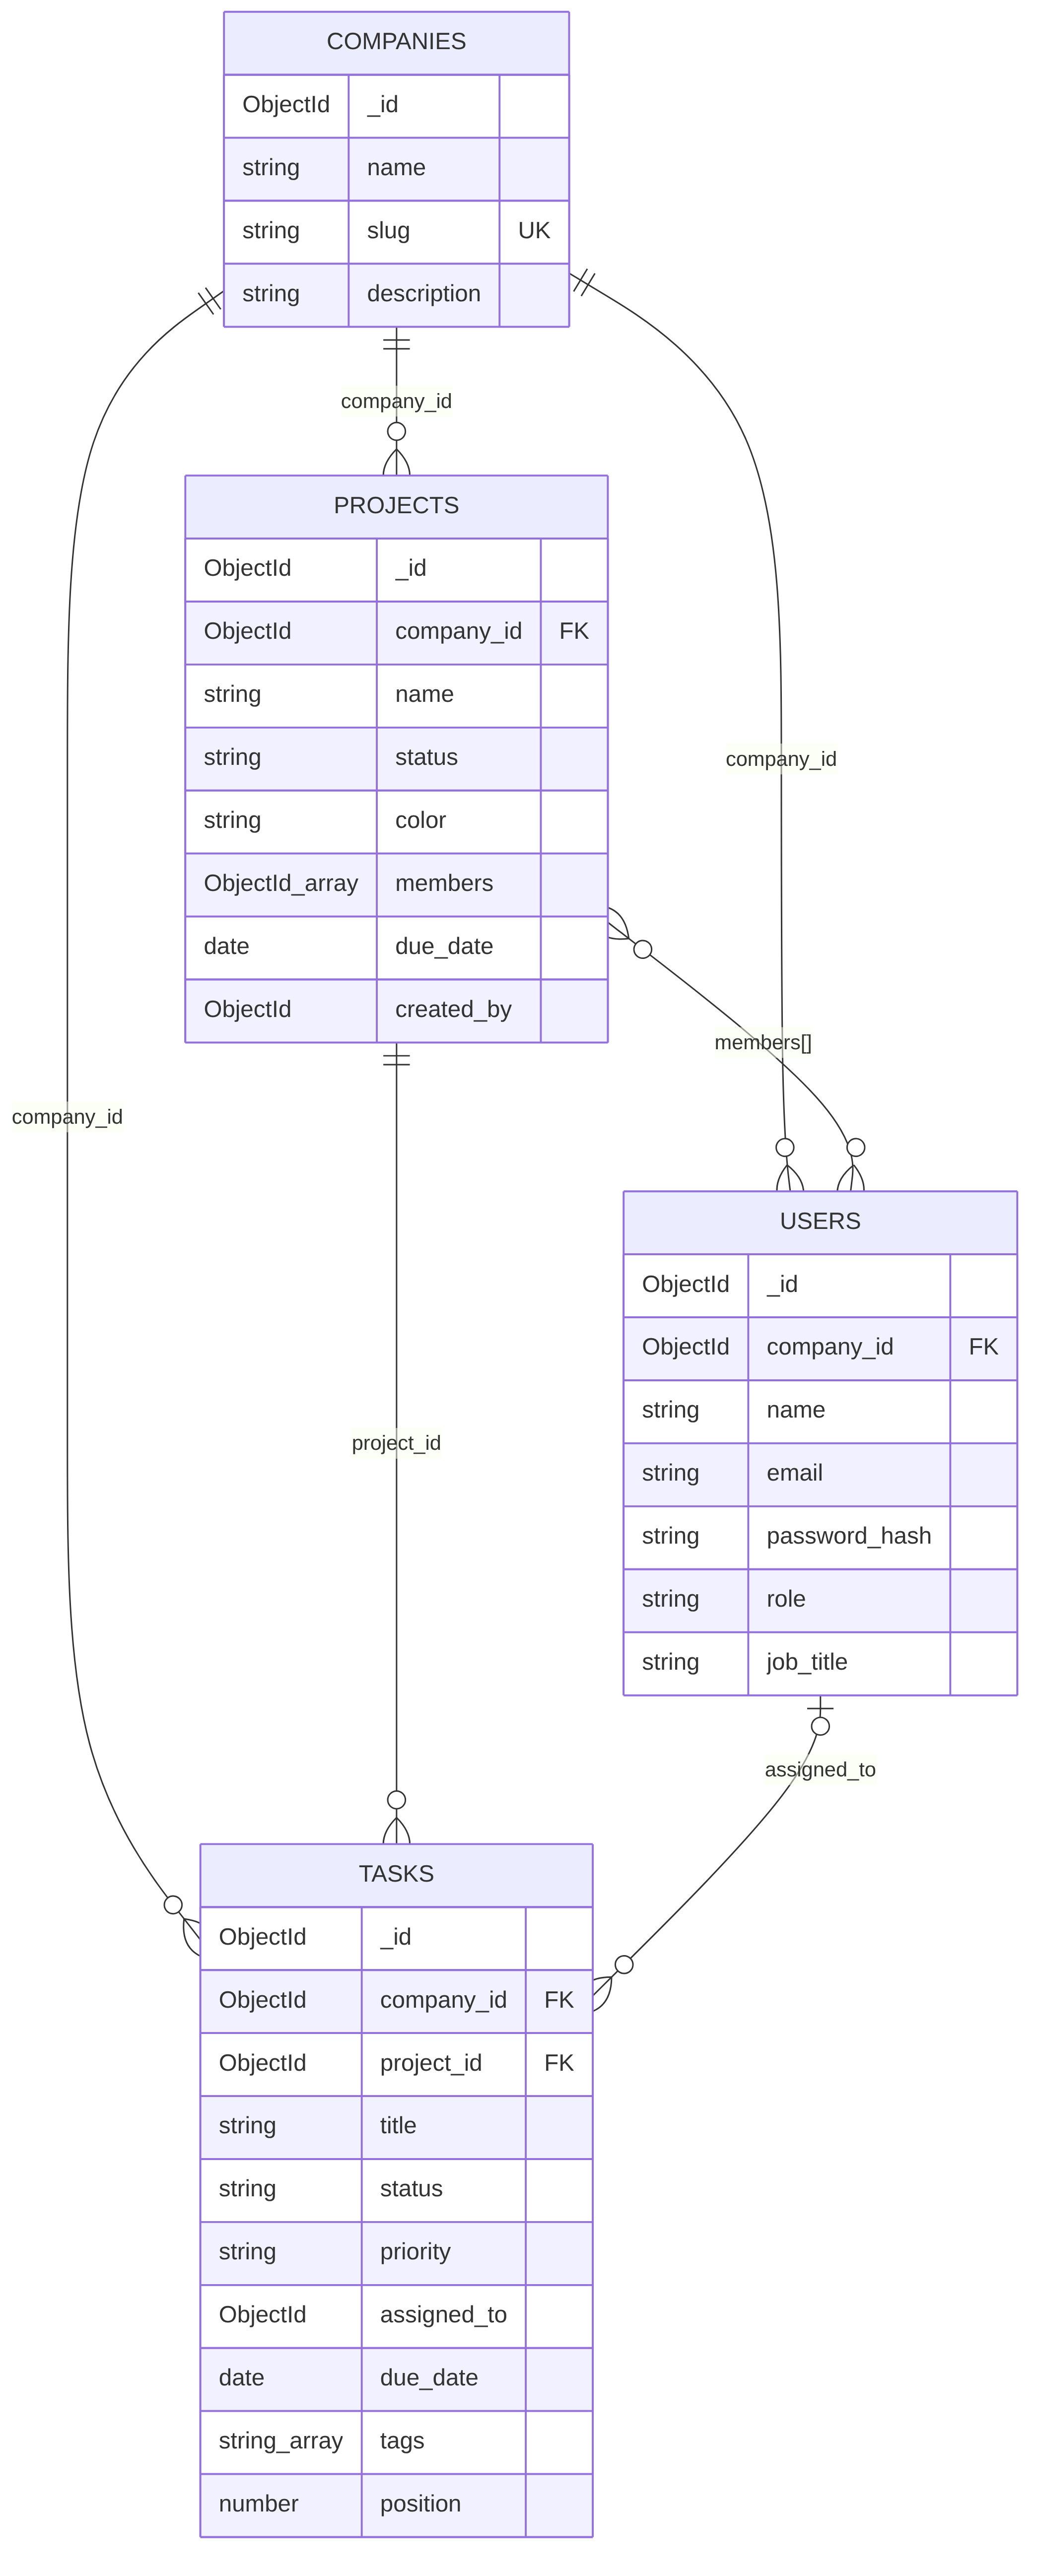 COMPANIES
ObjectId _id
string name
string slug UK
string description
company_id
PROJECTS
ObjectId _id
ObjectId company_id FK
string name
string status
string color
ObjectId_array members
date due_date
ObjectId created_by
company_id
members[]
company_id
USERS
ObjectId _id
ObjectId company_id FK
string name
string email
string password_hash
string role
string job_title
project_id
assigned_to
TASKS
ObjectId _id
ObjectId company_id FK
ObjectId project_id FK
string title
string status
string priority
ObjectId assigned_to
date due_date
string_array tags
number position